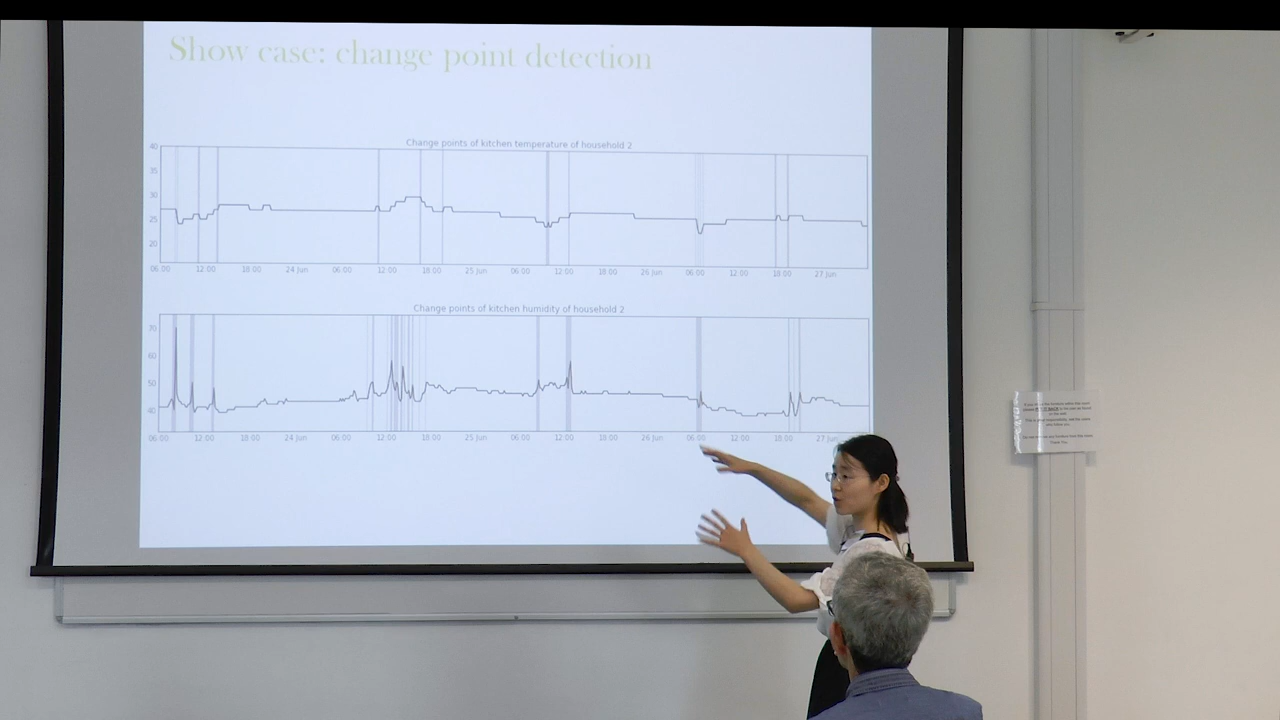 Show case: change point detection
Change points of kitchen temperature of household 2
40
35
30
25
20
06:00 12:00 18:00 24 Jun 06:00 12:00 18:00 25 Jun 06:00 12:00 18:00 26 Jun 06:00 12:00 18:00 27 Jun
Change points of kitchen humidity of household 2
70
60
50
40
06:00 12:00 18:00 24 Jun 06:00 12:00 18:00 25 Jun 06:00 12:00 18:00 26 Jun 06:00 12:00 18:00 27 Jun
Thank You